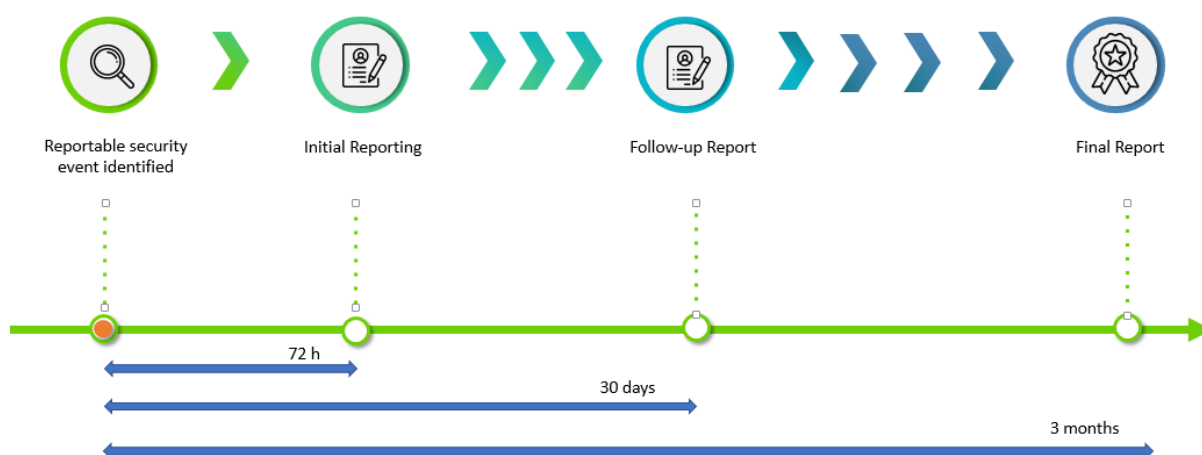 Reportable security
event identified
Initial Reporting
Follow-up Report
Final Report
72 h
30 days
3 months